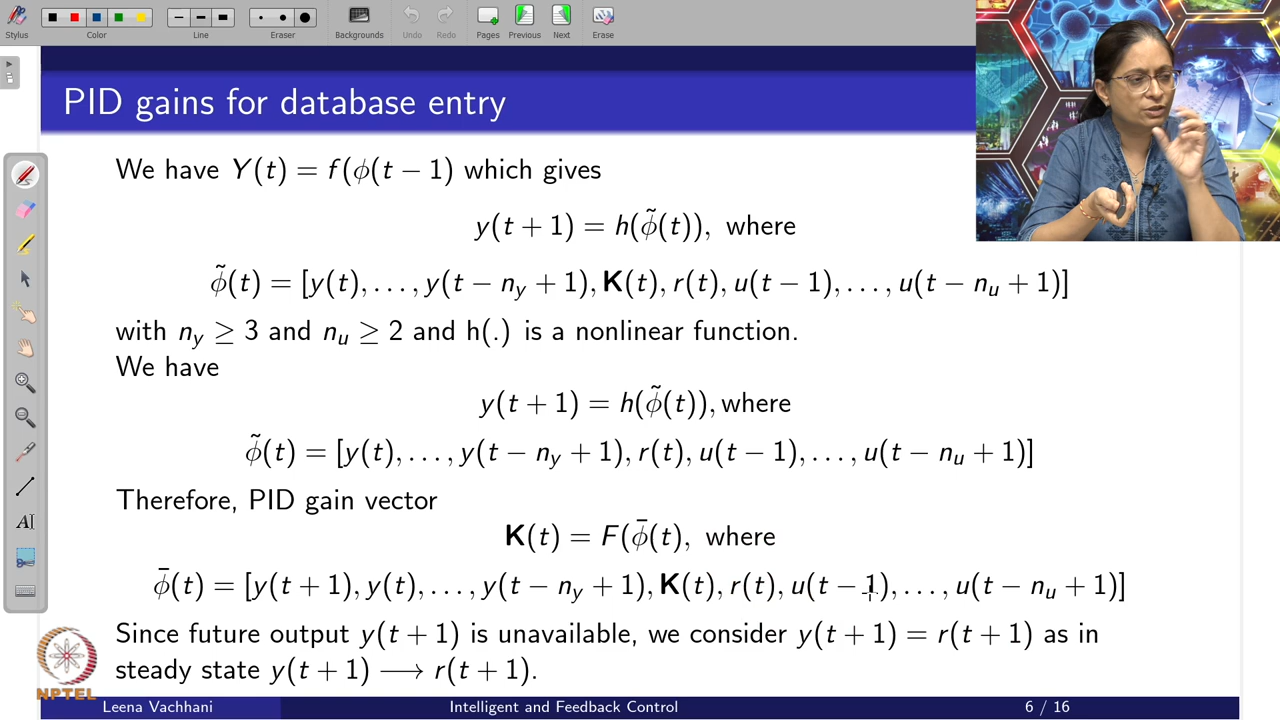 Stylus Color Line Eraser Backgrounds Undo Redo Pages Previous Next Erase
PID gains for database entry
We have Y(t) = f(ϕ(t − 1) which gives
y(t + 1) = h(ϕ̃(t)), where
ϕ̃(t) = [y(t), . . . , y(t − n_y + 1), K(t), r(t), u(t − 1), . . . , u(t − n_u + 1)]
with n_y ≥ 3 and n_u ≥ 2 and h(.) is a nonlinear function.
We have
y(t + 1) = h(ϕ̃(t)), where
ϕ̃(t) = [y(t), . . . , y(t − n_y + 1), r(t), u(t − 1), . . . , u(t − n_u + 1)]
Therefore, PID gain vector
K(t) = F(ϕ̄(t), where
ϕ̄(t) = [y(t + 1), y(t), . . . , y(t − n_y + 1), K(t), r(t), u(t − 1), . . . , u(t − n_u + 1)]
Since future output y(t + 1) is unavailable, we consider y(t + 1) = r(t + 1) as in
steady state y(t + 1) ⟶ r(t + 1).
NPTEL
Leena Vachhani Intelligent and Feedback Control 6 / 16